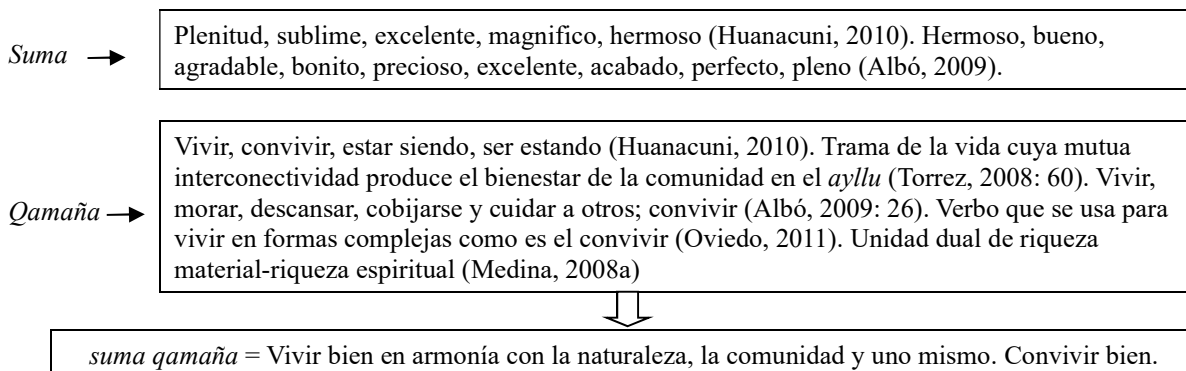 Suma
Plenitud, sublime, excelente, magnifico, hermoso (Huanacuni, 2010). Hermoso, bueno,
agradable, bonito, precioso, excelente, acabado, perfecto, pleno (Albó, 2009).
Qamaña
Vivir, convivir, estar siendo, ser estando (Huanacuni, 2010). Trama de la vida cuya mutua
interconectividad produce el bienestar de la comunidad en el ayllu (Torrez, 2008: 60). Vivir,
morar, descansar, cobijarse y cuidar a otros; convivir (Albó, 2009: 26). Verbo que se usa para
vivir en formas complejas como es el convivir (Oviedo, 2011). Unidad dual de riqueza
material-riqueza espiritual (Medina, 2008a)
suma qamaña = Vivir bien en armonía con la naturaleza, la comunidad y uno mismo. Convivir bien.